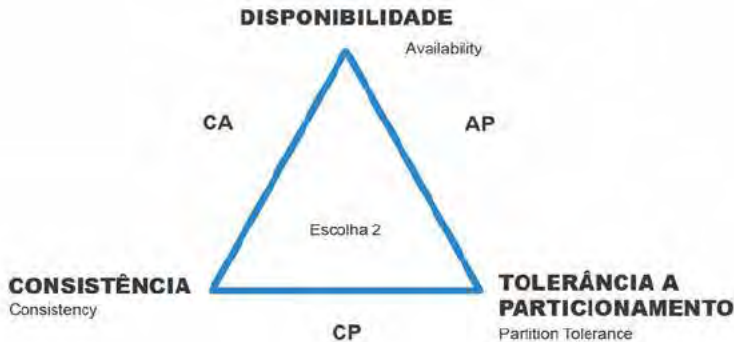 DISPONIBILIDADE
Availability
CA
AP
Escolha 2
CONSISTÊNCIA
Consistency
TOLERÂNCIA A
PARTICIONAMENTO
Partition Tolerance
CP